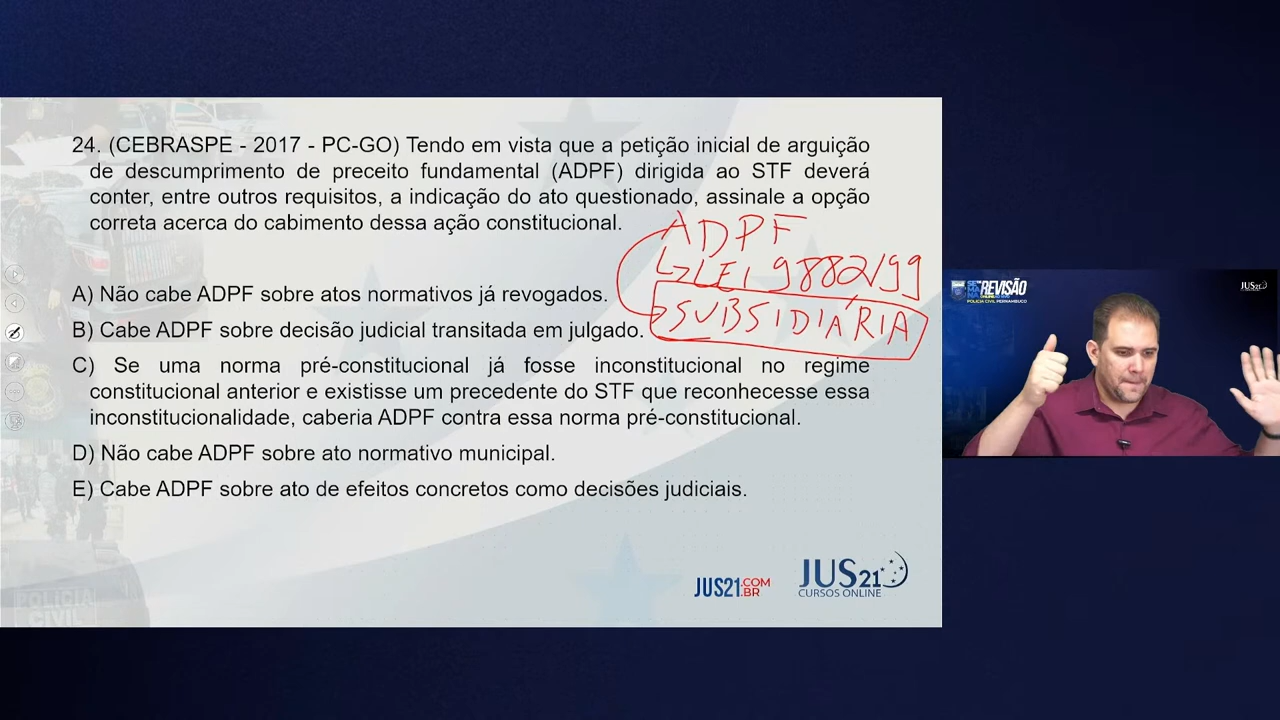 24. (CEBRASPE - 2017 - PC-GO) Tendo em vista que a petição inicial de arguição
de descumprimento de preceito fundamental (ADPF) dirigida ao STF deverá
conter, entre outros requisitos, a indicação do ato questionado, assinale a opção
correta acerca do cabimento dessa ação constitucional.
ADPF
LEI 9882/99
SUBSIDIÁRIA
A) Não cabe ADPF sobre atos normativos já revogados.
B) Cabe ADPF sobre decisão judicial transitada em julgado.
C) Se uma norma pré-constitucional já fosse inconstitucional no regime
constitucional anterior e existisse um precedente do STF que reconhecesse essa
inconstitucionalidade, caberia ADPF contra essa norma pré-constitucional.
D) Não cabe ADPF sobre ato normativo municipal.
E) Cabe ADPF sobre ato de efeitos concretos como decisões judiciais.
JUS21.COM.BR
JUS21
CURSOS ONLINE
SEMANA ONLINE REVISÃO
POLÍCIA CIVIL PERNAMBUCO
JUS21
POLÍCIA
CIVIL